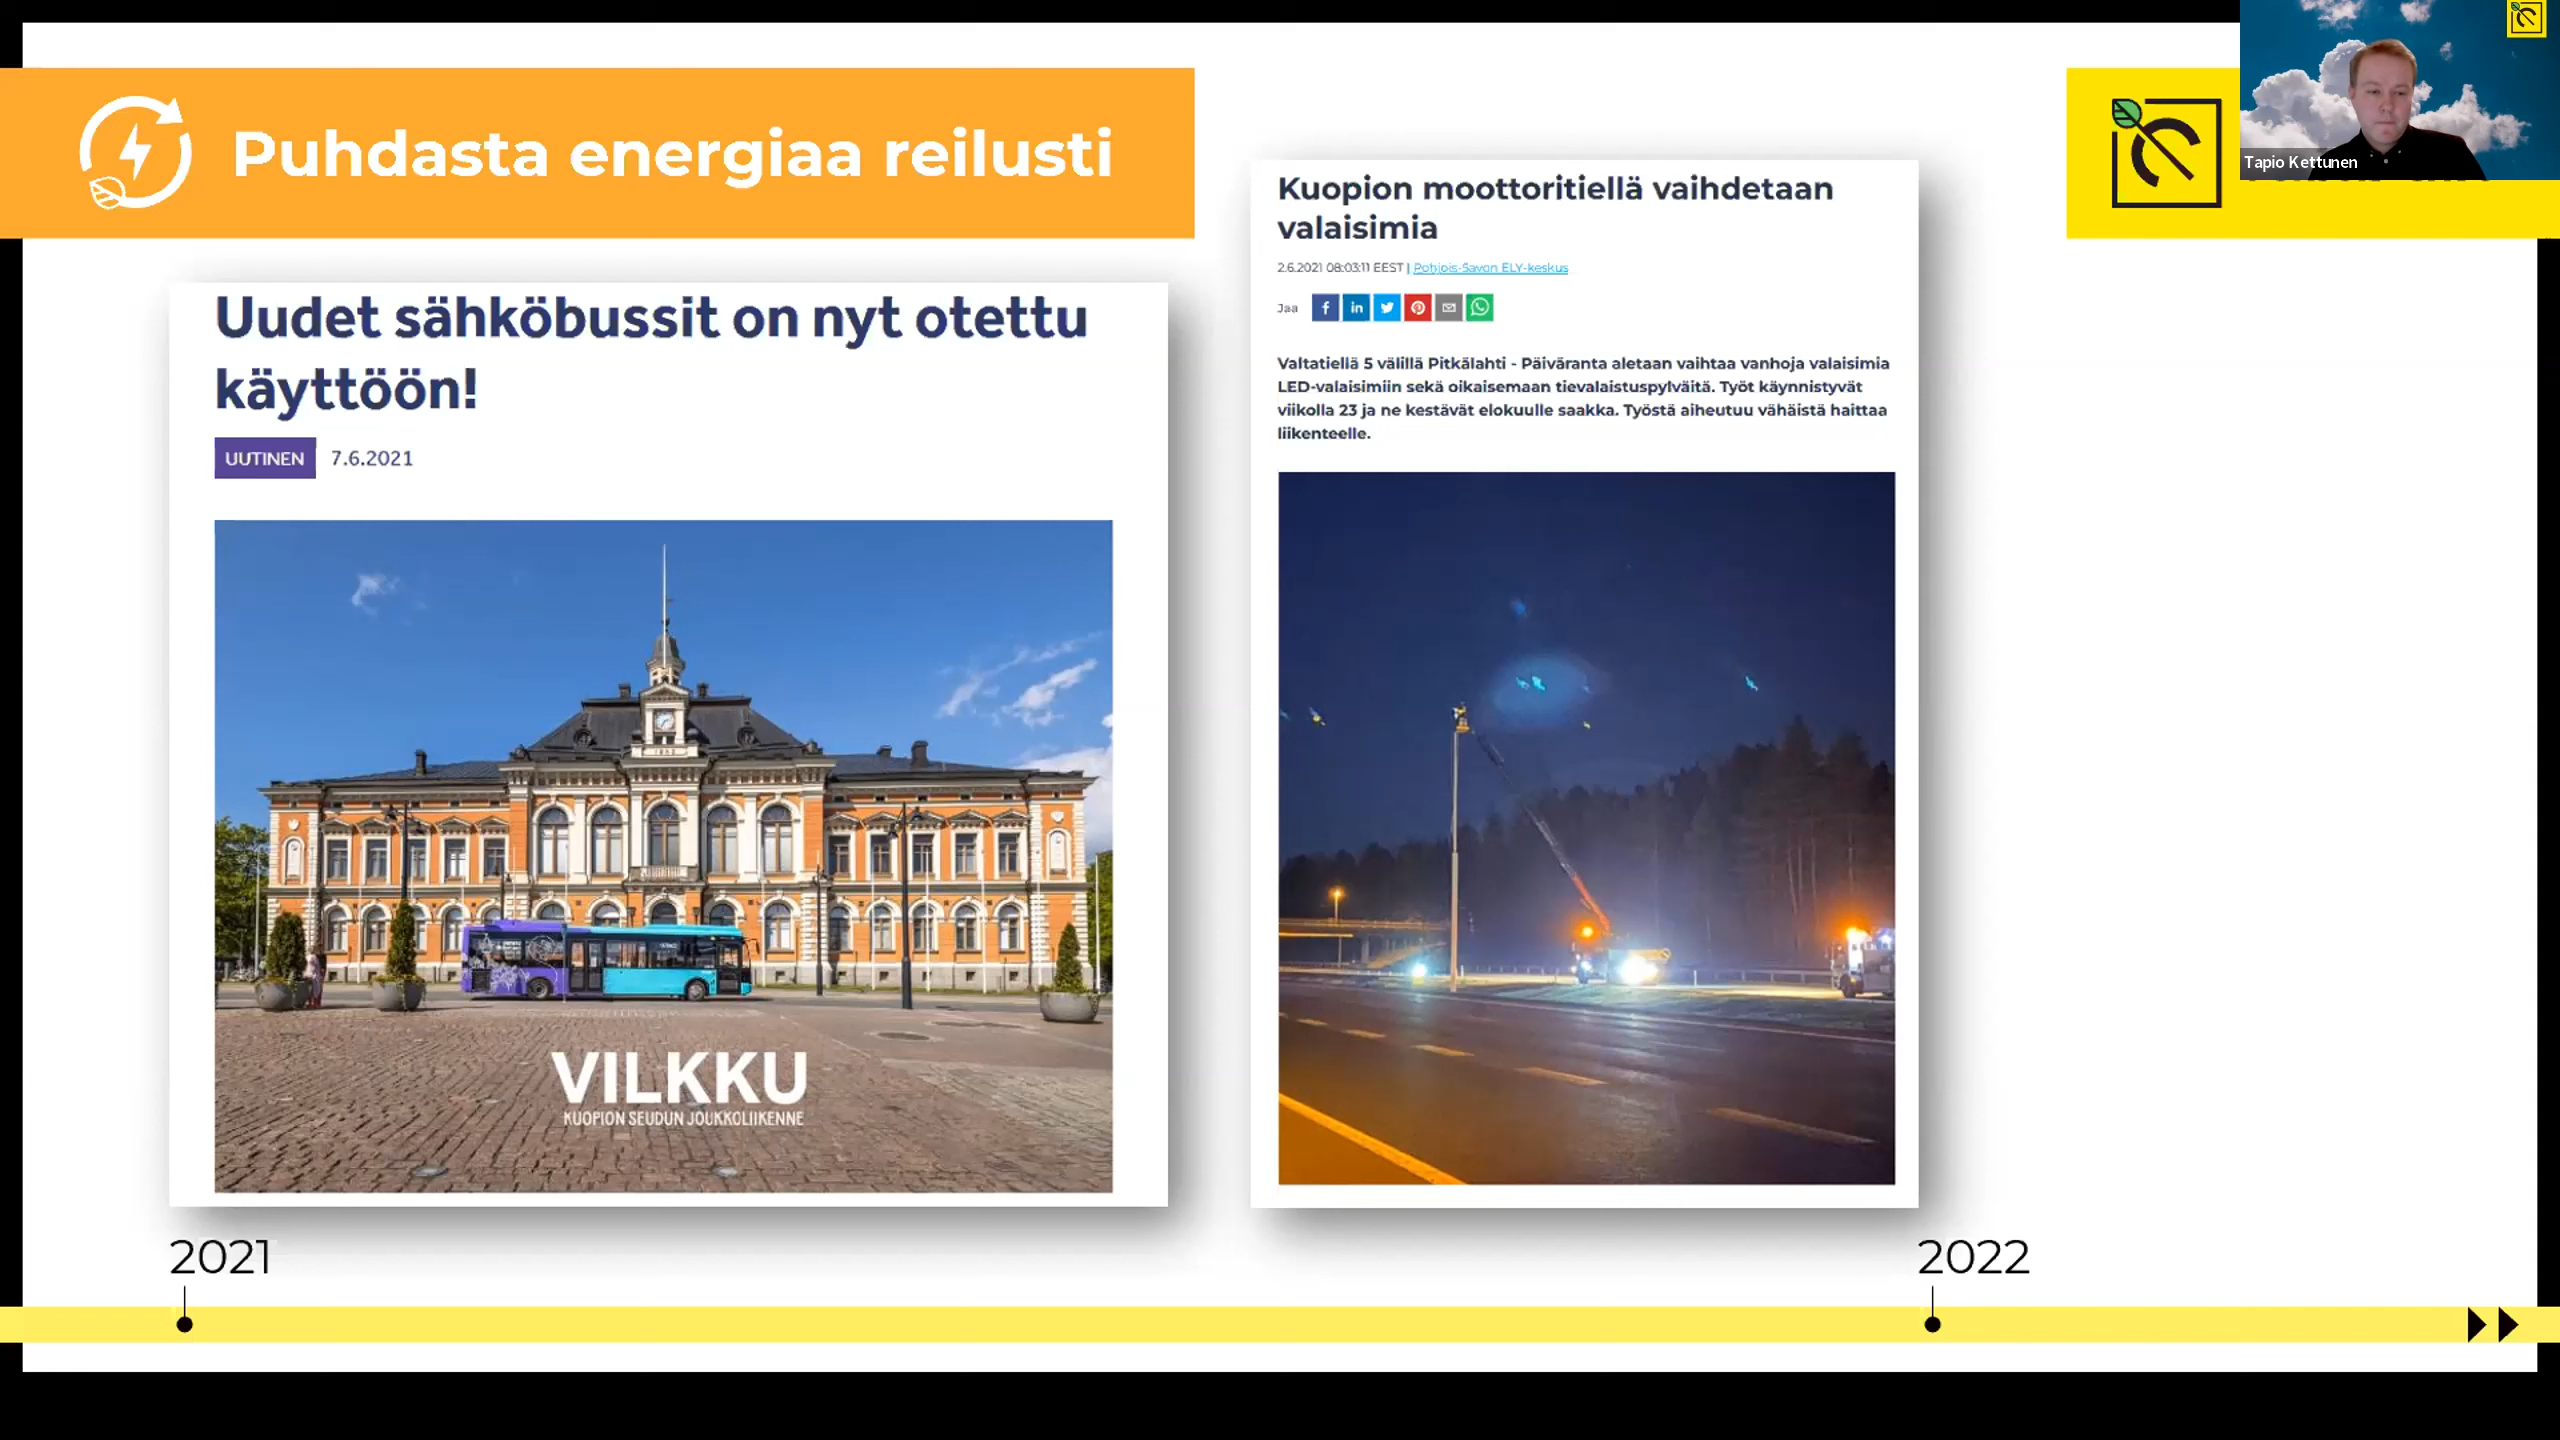 Puhdasta energiaa reilusti
Tapio Kettunen
Uudet sähköbussit on nyt otettu
käyttöön!
UUTINEN 7.6.2021
VILKKU
KUOPION SEUDUN JOUKKOLIIKENNE
Kuopion moottoritiellä vaihdetaan
valaisimia
2.6.2021 08:03:11 EEST | Pohjois-Savon ELY-keskus
Jaa
Valtatiellä 5 välillä Pitkälahti - Päiväranta aletaan vaihtaa vanhoja valaisimia
LED-valaisimiin sekä oikaisemaan tievalaistuspylväitä. Työt käynnistyvät
viikolla 23 ja ne kestävät elokuulle saakka. Työstä aiheutuu vähäistä haittaa
liikenteelle.
2021
2022